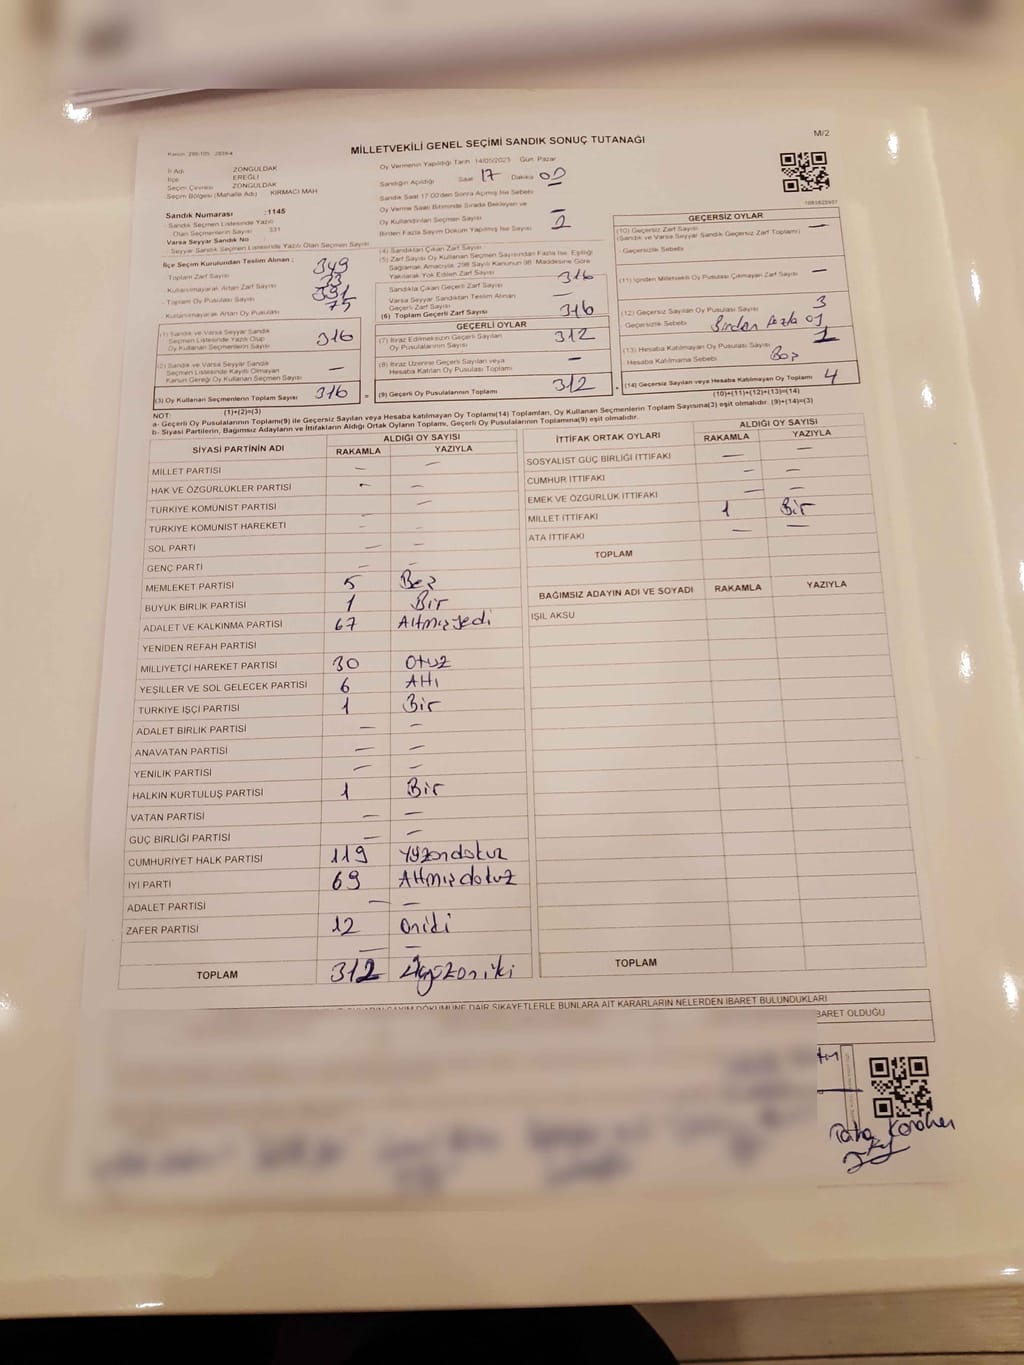 MİLLETVEKİLİ GENEL SEÇİMİ SANDIK SONUÇ TUTANAĞI
M/2
İl Adı ZONGULDAK
İlçe EREĞLİ
Seçim Çevresi ZONGULDAK
Seçim Bölgesi (Mahalle Adı) KIRMACI MAH
Sandık Numarası :1145
- Sandık Seçmen Listesinde Yazılı Olan Seçmenlerin Sayısı 331
Varsa Seyyar Sandık No
- Seyyar Sandık Seçmen Listesinde Yazılı Olan Seçmen Sayısı
İlçe Seçim Kurulundan Teslim Alınan ;
- Toplam Zarf Sayısı 349
- Kullanılmayarak Artan Zarf Sayısı
- Toplam Oy Pusulası Sayısı 391
- Kullanılmayarak Artan Oy Pusulası 75
(1) Sandık ve Varsa Seyyar Sandık Seçmen Listesinde Yazılı Olup Oy Kullanan Seçmenlerin Sayısı 316
(2) Sandık ve Varsa Seyyar Sandık Seçmen Listesinde Kayıtlı Olmayan Kanun Gereği Oy Kullanan Seçmen Sayısı —
(3) Oy Kullanan Seçmenlerin Toplam Sayısı 316
(1)+(2)=(3)
Oy Vermenin Yapıldığı Tarih 14/05/2023 Gün Pazar
Sandığın Açıldığı Saat 17 Dakika 00
Sandık Saat 17:00'den Sonra Açılmış İse Sebebi
Oy Verme Saati Bitiminde Sırada Bekleyen ve Oy Kullandırılan Seçmen Sayısı —
Birden Fazla Sayım Döküm Yapılmış İse Sayısı 2
(4) Sandıktan Çıkan Zarf Sayısı
(5) Zarf Sayısı Oy Kullanan Seçmen Sayısından Fazla İse, Eşitliği Sağlamak Amacıyla, 298 Sayılı Kanunun 98. Maddesine Göre Yakılarak Yok Edilen Zarf Sayısı
Sandıkta Çıkan Geçerli Zarf Sayısı 316
Varsa Seyyar Sandıktan Teslim Alınan Geçerli Zarf Sayısı —
(6) Toplam Geçerli Zarf Sayısı 316
GEÇERLİ OYLAR
(7) İtiraz Edilmeksizin Geçerli Sayılan Oy Pusulalarının Sayısı 312
(8) İtiraz Üzerine Geçerli Sayılan veya Hesaba Katılan Oy Pusulası Toplamı —
(9) Geçerli Oy Pusulalarının Toplamı 312
GEÇERSİZ OYLAR
(10) Geçersiz Zarf Sayısı —
(Sandık ve Varsa Seyyar Sandık Geçersiz Zarf Toplamı)
- Geçersizlik Sebebi
(11) İçinden Milletvekili Oy Pusulası Çıkmayan Zarf Sayısı —
(12) Geçersiz Sayılan Oy Pusulası Sayısı 3
Geçersizlik Sebebi Birden fazla oy
(13) Hesaba Katılmayan Oy Pusulası Sayısı 1
Hesaba Katılmama Sebebi Boş
(14) Geçersiz Sayılan veya Hesaba Katılmayan Oy Toplamı 4
(10)+(11)+(12)+(13)=(14)
NOT:
a- Geçerli Oy Pusulalarının Toplamı(9) ile Geçersiz Sayılan veya Hesaba katılmayan Oy Toplamı(14) Toplamları, Oy Kullanan Seçmenlerin Toplam Sayısına(3) eşit olmalıdır. (9)+(14)=(3)
b- Siyasi Partilerin, Bağımsız Adayların ve İttifakların Aldığı Ortak Oyların Toplamı, Geçerli Oy Pusulalarının Toplamına(9) eşit olmalıdır.
SİYASİ PARTİNİN ADI ALDIĞI OY SAYISI
RAKAMLA YAZIYLA
MİLLET PARTİSİ — —
HAK VE ÖZGÜRLÜKLER PARTİSİ — —
TÜRKİYE KOMÜNİST PARTİSİ — —
TÜRKİYE KOMÜNİST HAREKETİ - -
SOL PARTİ — —
GENÇ PARTİ — —
MEMLEKET PARTİSİ 5 Beş
BÜYÜK BİRLİK PARTİSİ 1 Bir
ADALET VE KALKINMA PARTİSİ 67 Altmışyedi
YENİDEN REFAH PARTİSİ
MİLLİYETÇİ HAREKET PARTİSİ 30 Otuz
YEŞİLLER VE SOL GELECEK PARTİSİ 6 Altı
TÜRKİYE İŞÇİ PARTİSİ 1 Bir
ADALET BİRLİK PARTİSİ — —
ANAVATAN PARTİSİ — —
YENİLİK PARTİSİ — —
HALKIN KURTULUŞ PARTİSİ 1 Bir
VATAN PARTİSİ — —
GÜÇ BİRLİĞİ PARTİSİ — —
CUMHURİYET HALK PARTİSİ 119 Yüzondokuz
İYİ PARTİ 69 Altmışdokuz
ADALET PARTİSİ — —
ZAFER PARTİSİ 12 Oniki
— —
TOPLAM 312 Üçyüzoniki
İTTİFAK ORTAK OYLARI ALDIĞI OY SAYISI
RAKAMLA YAZIYLA
SOSYALİST GÜÇ BİRLİĞİ İTTİFAKI — —
CUMHUR İTTİFAKI — —
EMEK VE ÖZGÜRLÜK İTTİFAKI — —
MİLLET İTTİFAKI 1 Bir
ATA İTTİFAKI — —
TOPLAM
BAĞIMSIZ ADAYIN ADI VE SOYADI RAKAMLA YAZIYLA
IŞIL AKSU
TOPLAM
SAYIM DÖKÜMÜNE DAİR ŞİKAYETLERLE BUNLARA AİT KARARLARIN NELERDEN İBARET BULUNDUKLARI
İBARET OLDUĞU